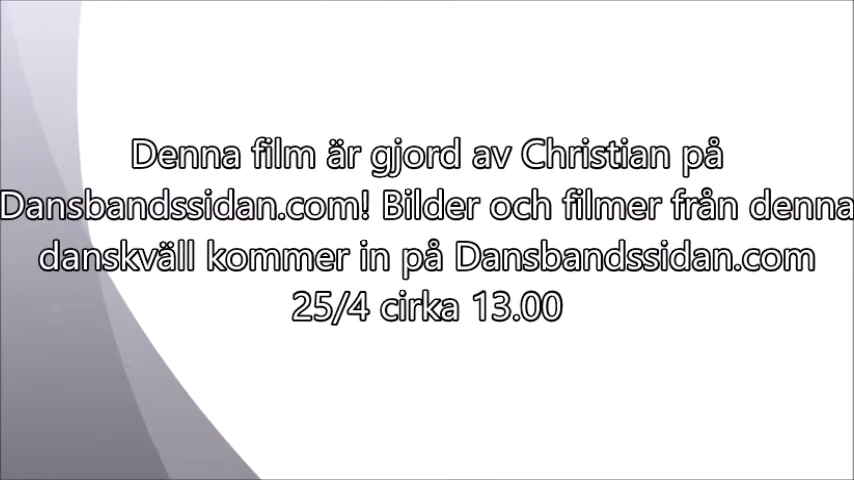 Denna film är gjord av Christian på
Dansbandssidan.com! Bilder och filmer från denna
danskväll kommer in på Dansbandssidan.com
25/4 cirka 13.00